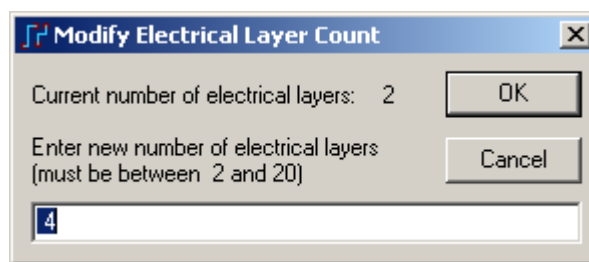 Modify Electrical Layer Count
Current number of electrical layers: 2
OK
Enter new number of electrical layers
(must be between 2 and 20)
Cancel
4